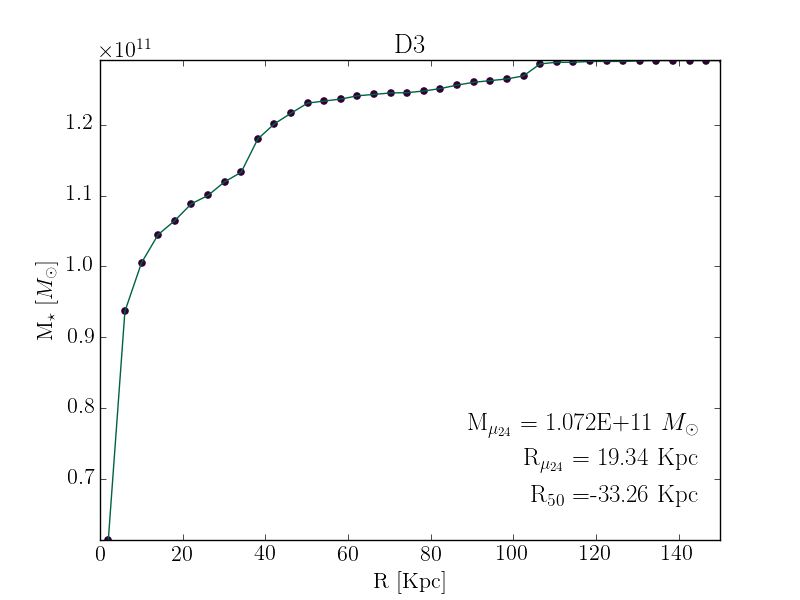 ×10¹¹
D3
1.2
1.1
1.0
0.9
0.8
0.7
M⋆ [M⊙]
M_μ₂₄ = 1.072E+11 M⊙
R_μ₂₄ = 19.34 Kpc
R₅₀ =-33.26 Kpc
0 20 40 60 80 100 120 140
R [Kpc]